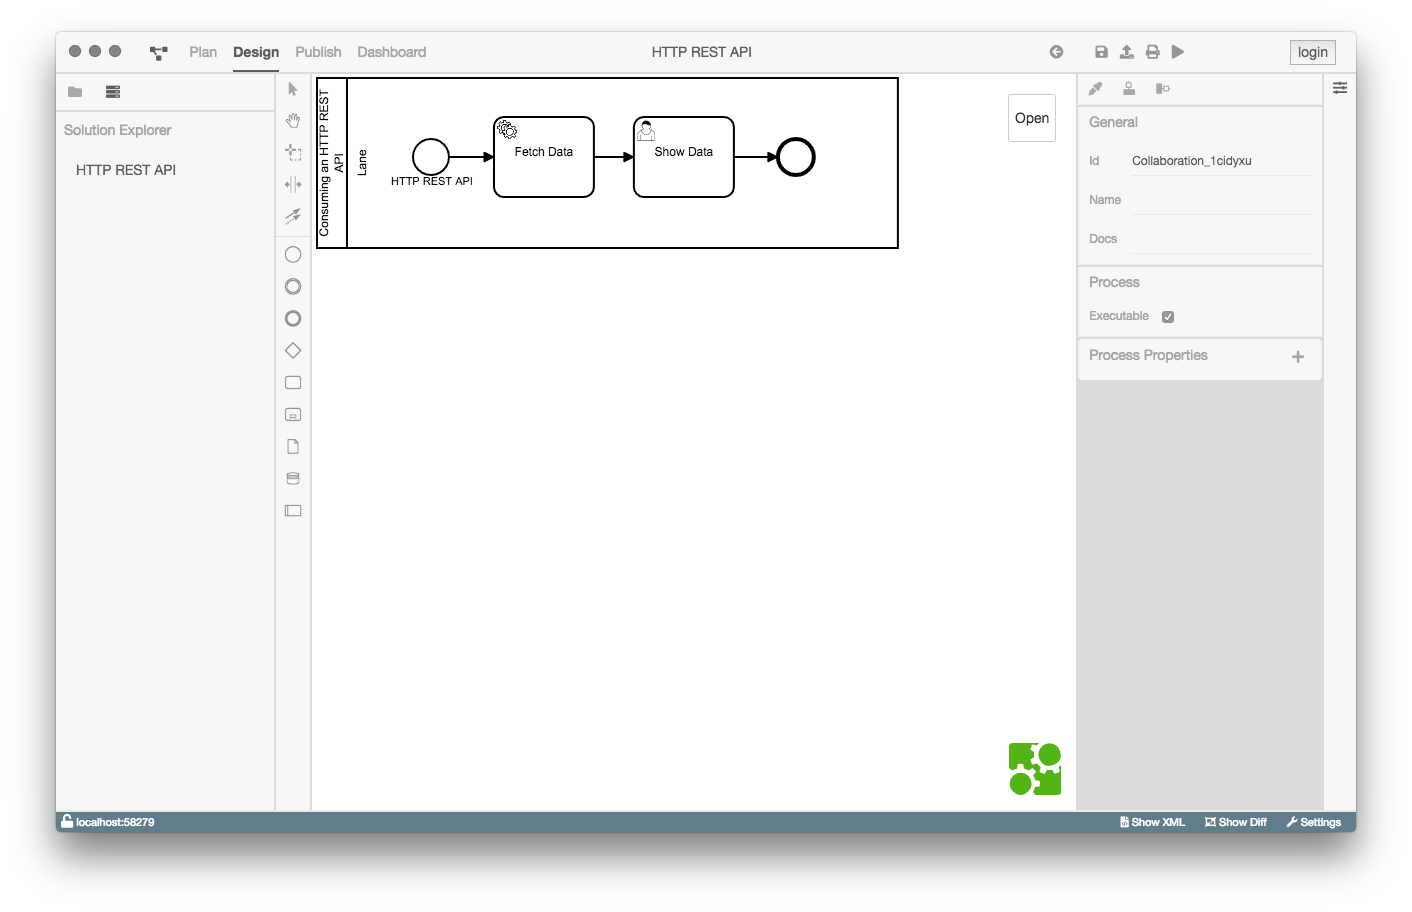 Plan Design Publish Dashboard
HTTP REST API
login
Solution Explorer
HTTP REST API
Consuming an HTTP REST
API
Lane
HTTP REST API
Fetch Data
Show Data
Open
General
Id Collaboration_1cidyxu
Name
Docs
Process
Executable
Process Properties
localhost:58279
Show XML Show Diff Settings